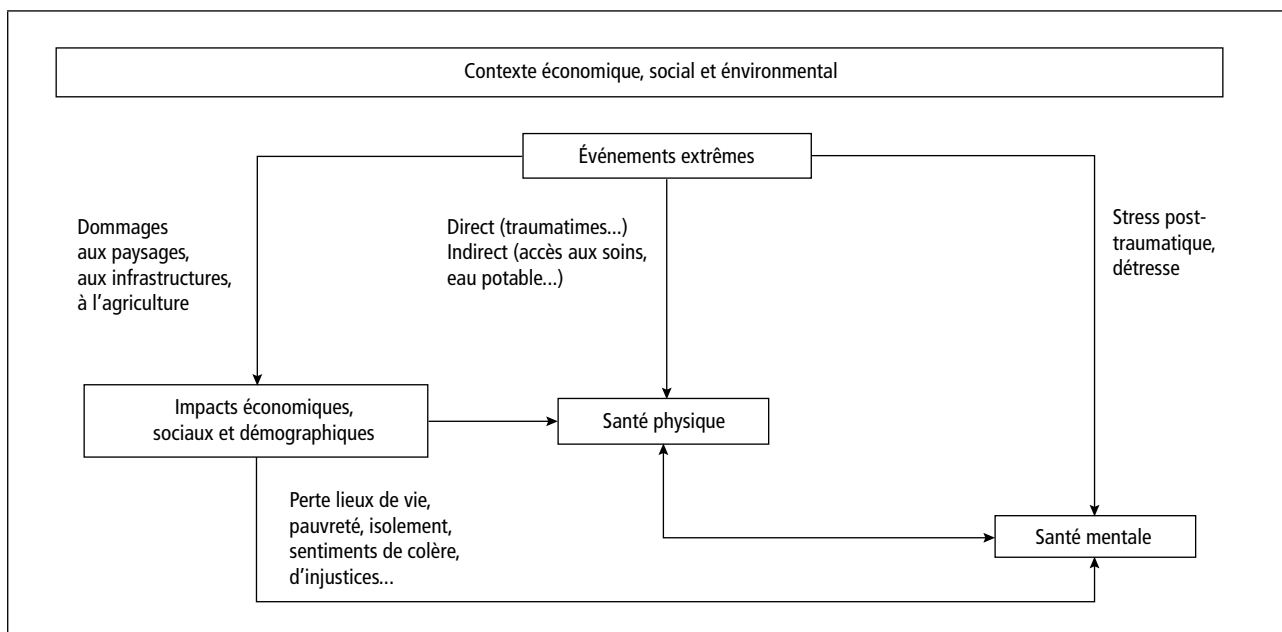 Contexte économique, social et énvironmental
Événements extrêmes
Dommages
aux paysages,
aux infrastructures,
à l'agriculture
Direct (traumatimes...)
Indirect (accès aux soins,
eau potable...)
Stress post-
traumatique,
détresse
Impacts économiques,
sociaux et démographiques
Santé physique
Perte lieux de vie,
pauvreté, isolement,
sentiments de colère,
d'injustices...
Santé mentale